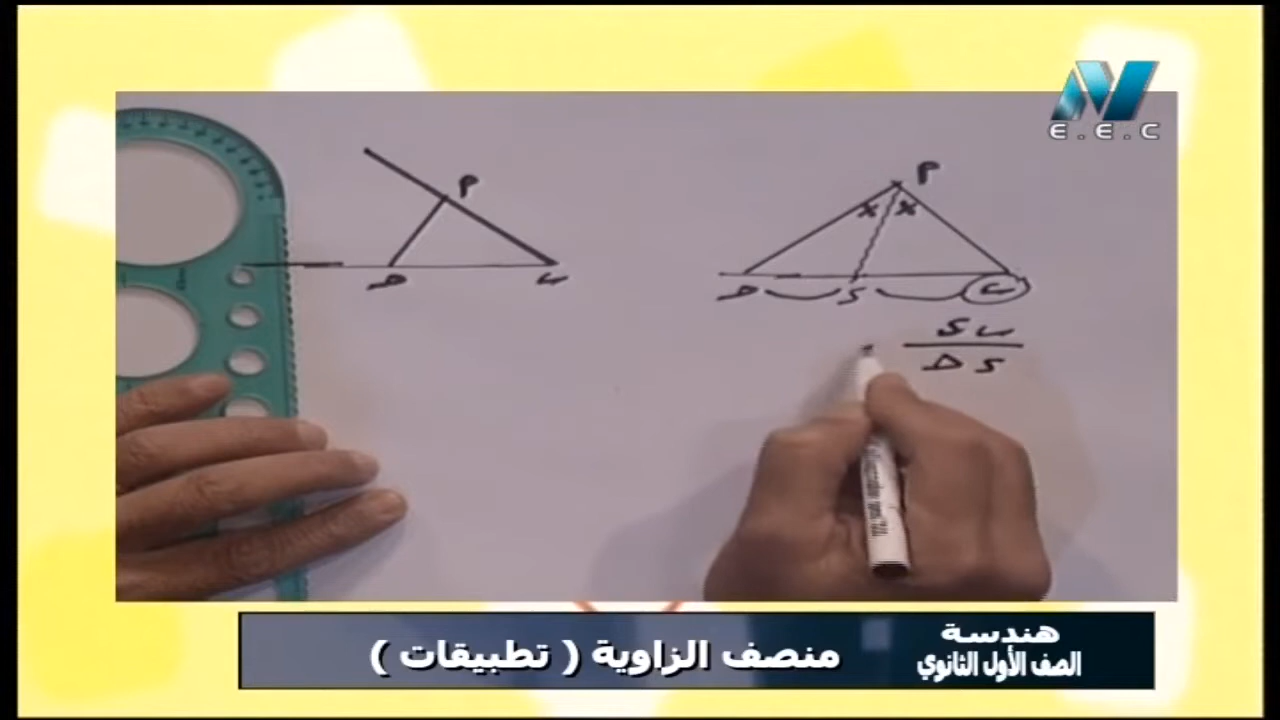 E.E.C
أ
ج ب
أ
ج د ب
ب د
د ج
هندسة
الصف الأول الثانوي
منصف الزاوية ( تطبيقات )